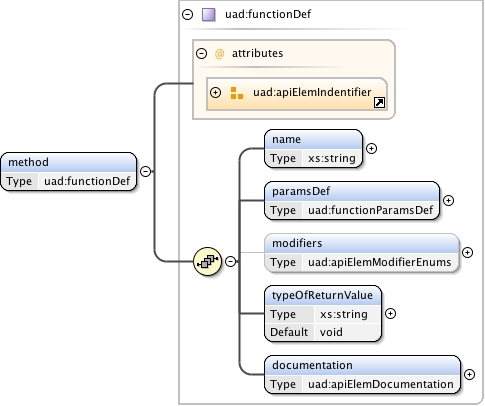 uad:functionDef
@ attributes
uad:apiElemIndentifier
method
Type uad:functionDef
name
Type xs:string
paramsDef
Type uad:functionParamsDef
modifiers
Type uad:apiElemModifierEnums
typeOfReturnValue
Type xs:string
Default void
documentation
Type uad:apiElemDocumentation